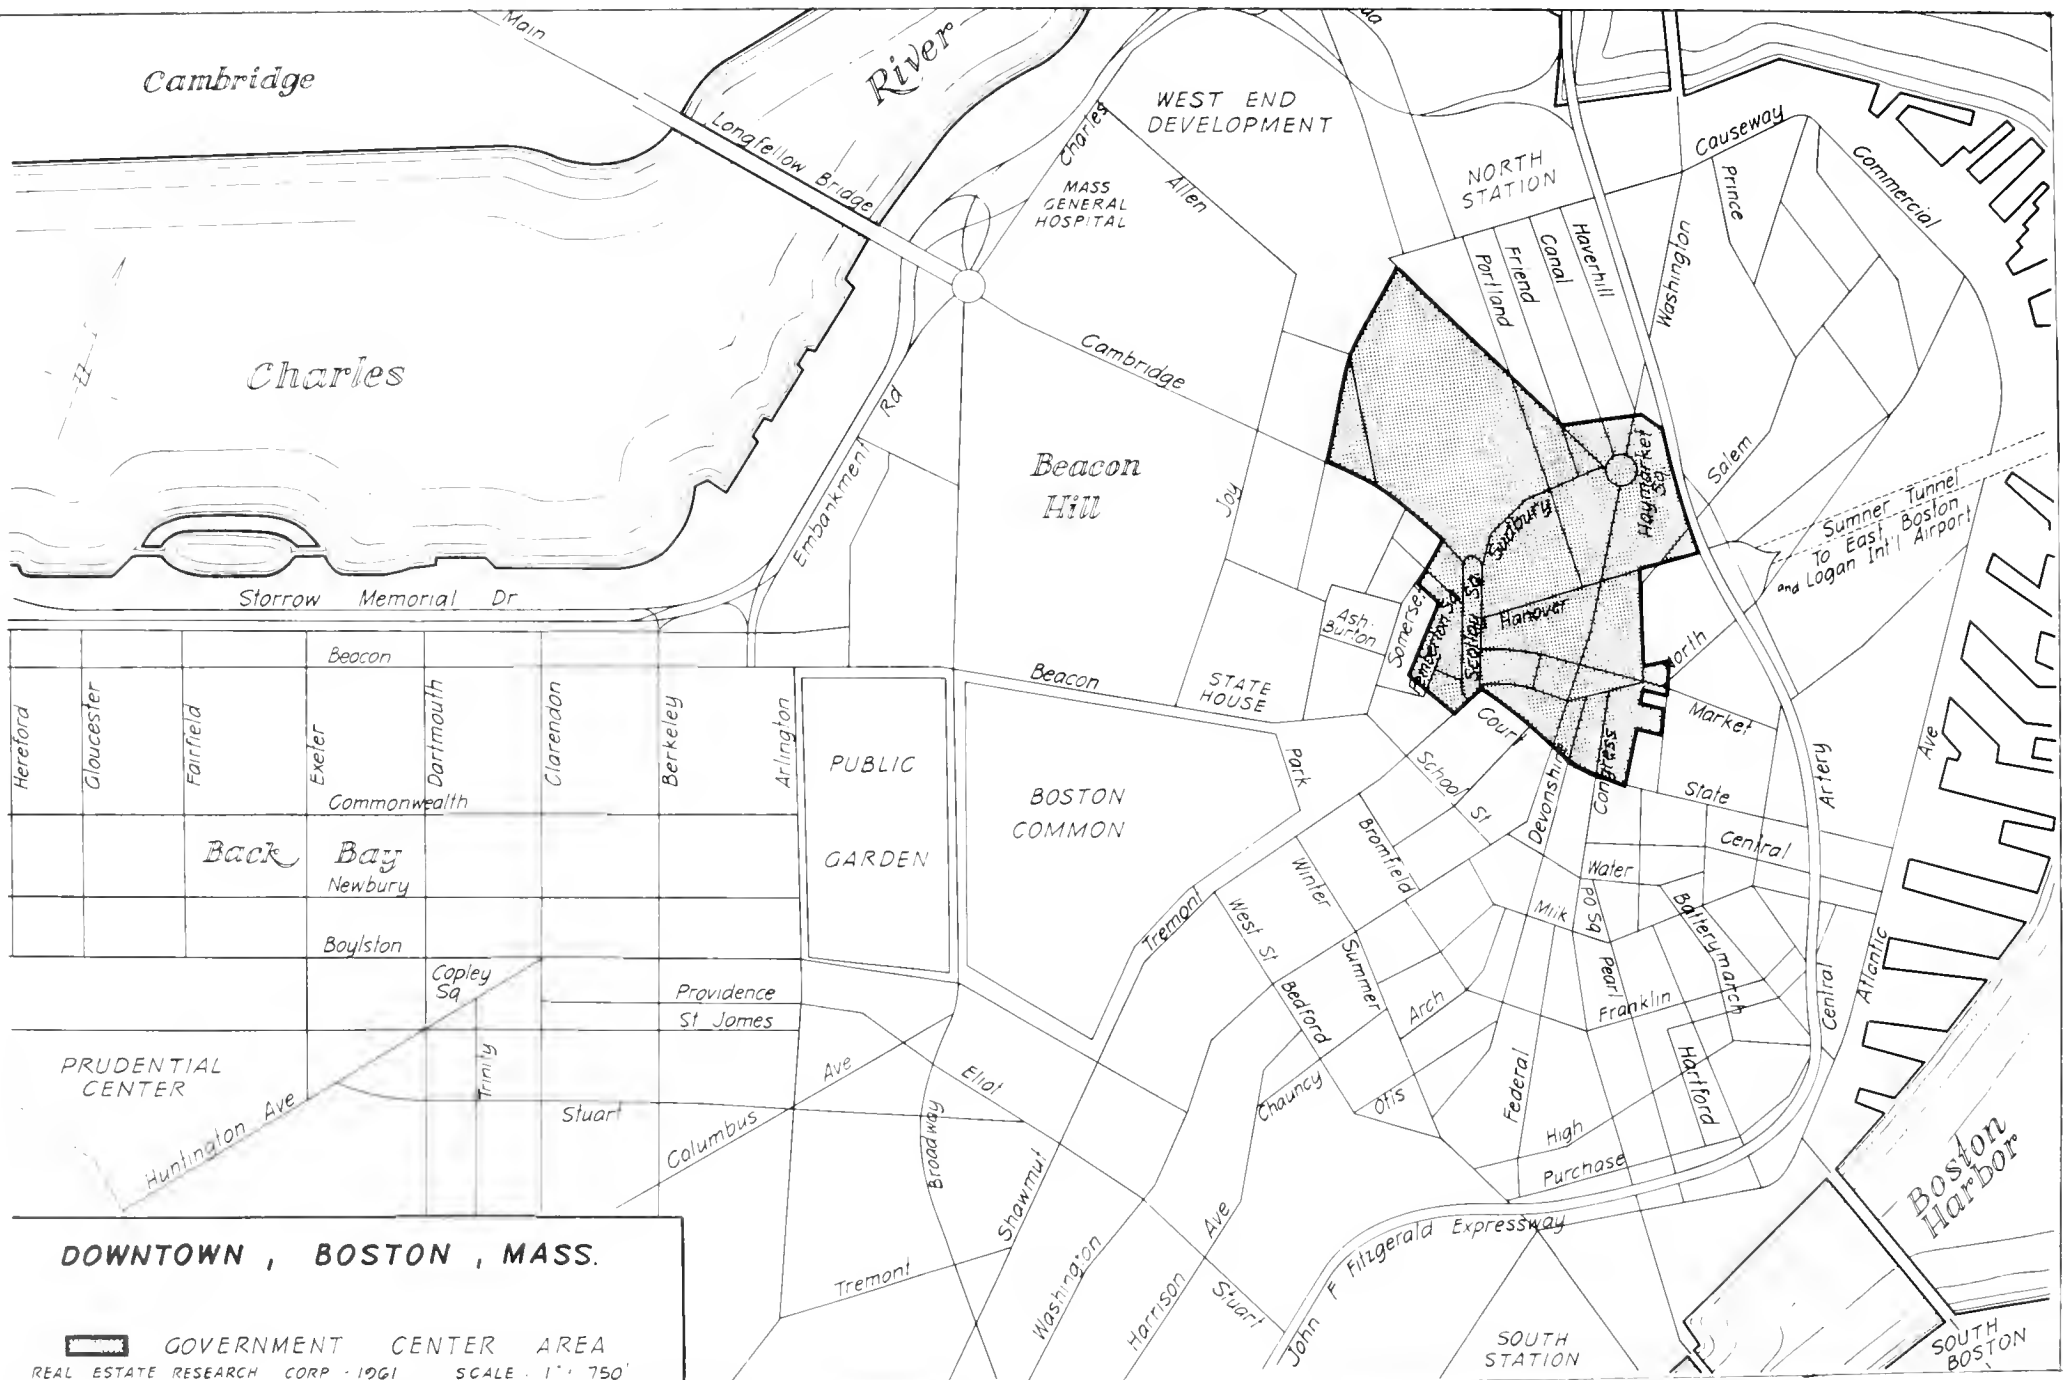 Main
Cambridge
River
Longfellow Bridge
Charles
WEST END
DEVELOPMENT
Causeway
Commercial
MASS
GENERAL
HOSPITAL
Allen
NORTH
STATION
Prince
Portland
Friend
Canal
Haverhill
Washington
Charles
Cambridge
Rd
Embankment
Beacon
Hill
Joy
Salem
Haymarket
Sq
Sudbury
Sumner Tunnel
To East Boston
and Logan Int'l Airport
Storrow Memorial Dr
Ash.
Burton
Somerset
Pemberton Sq
Scollay Sq
Hanover
North
Beacon
Beacon
STATE
HOUSE
Market
Court
Hereford
Gloucester
Fairfield
Exeter
Dartmouth
Clarendon
Berkeley
Arlington
PUBLIC
GARDEN
BOSTON
COMMON
Park
School St
Devonshire
Congress
State
Artery
Ave
Commonwealth
Back Bay
Newbury
Bromfield
Winter
Water
Central
Boylston
Tremont
West St
Summer
Milk
PO Sq
Batterymarch
Copley
Sq
Providence
St James
Bedford
Arch
Pearl
Franklin
Central
Atlantic
PRUDENTIAL
CENTER
Trinity
Huntington Ave
Stuart
Columbus Ave
Eliot
Broadway
Chauncy
Otis
Federal
Hartford
High
Purchase
Shawmut
Boston
Harbor
Tremont
Washington
Harrison Ave
Stuart
John F Fitzgerald Expressway
SOUTH
STATION
SOUTH
BOSTON
DOWNTOWN , BOSTON , MASS.
GOVERNMENT CENTER AREA
REAL ESTATE RESEARCH CORP - 1961 SCALE : 1" : 750'